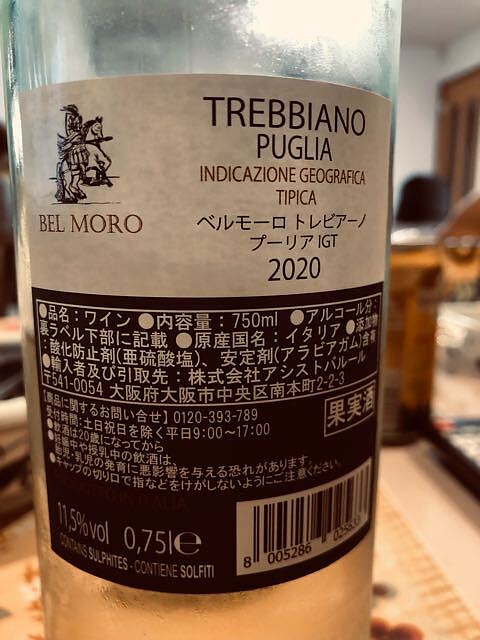 TREBBIANO
PUGLIA
INDICAZIONE GEOGRAFICA
TIPICA
BEL MORO
ベルモーロ トレビアーノ
プーリア IGT
2020
●品名：ワイン ●内容量：750ml ●アルコール分：
裏ラベル下部に記載 ●原産国名：イタリア ●添加物
：酸化防止剤(亜硫酸塩)、安定剤(アラビアガム)含有
●輸入者及び引取先：株式会社アシストバルール
〒541-0054 大阪府大阪市中央区南本町2-2-3
【商品に関するお問い合せ】0120-393-789
受付時間：土日祝日を除く平日9:00〜17:00
●飲酒は20歳になってから
●妊娠中や授乳中の飲酒は、
胎児・乳児の発育に悪影響を与える恐れがあります。
●キャップの切り口で指などをけがしないようにご注意ください。
果実酒
11,5%vol 0,75l℮
CONTAINS SULPHITES - CONTIENE SOLFITI
8 005286